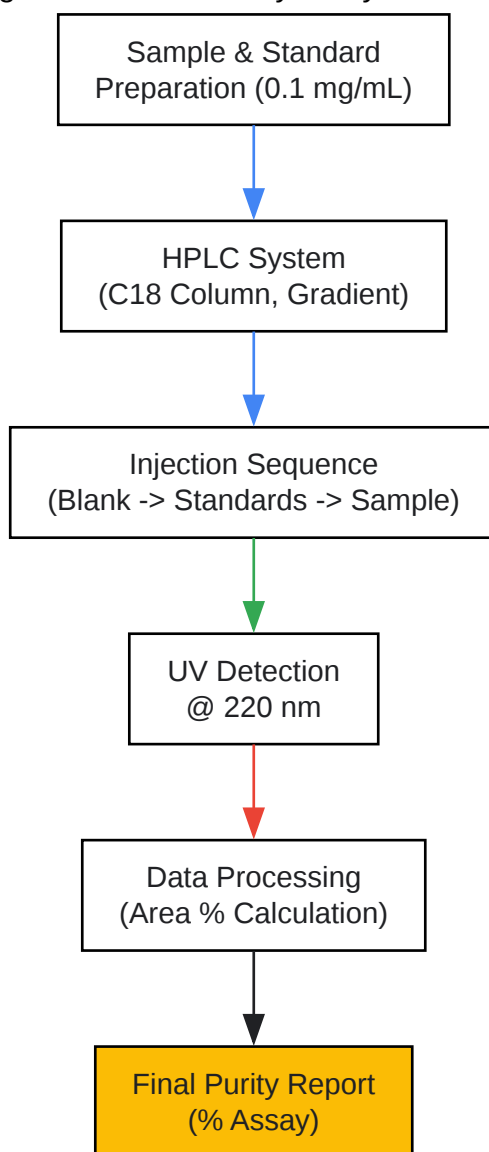 Sample & Standard
Preparation (0.1 mg/mL)
HPLC System
(C18 Column, Gradient)
Injection Sequence
(Blank -> Standards -> Sample)
UV Detection
@ 220 nm
Data Processing
(Area % Calculation)
Final Purity Report
(% Assay)